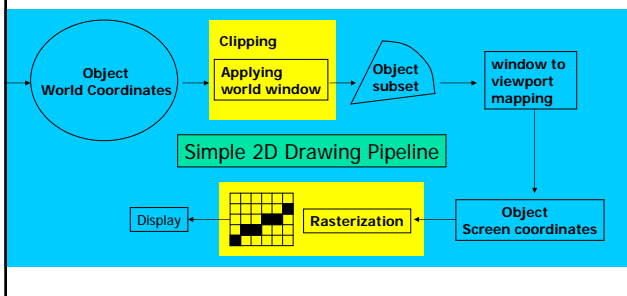 Object
World Coordinates
Clipping
Applying
world window
Object
subset
window to
viewport
mapping
Simple 2D Drawing Pipeline
Display
Rasterization
Object
Screen coordinates